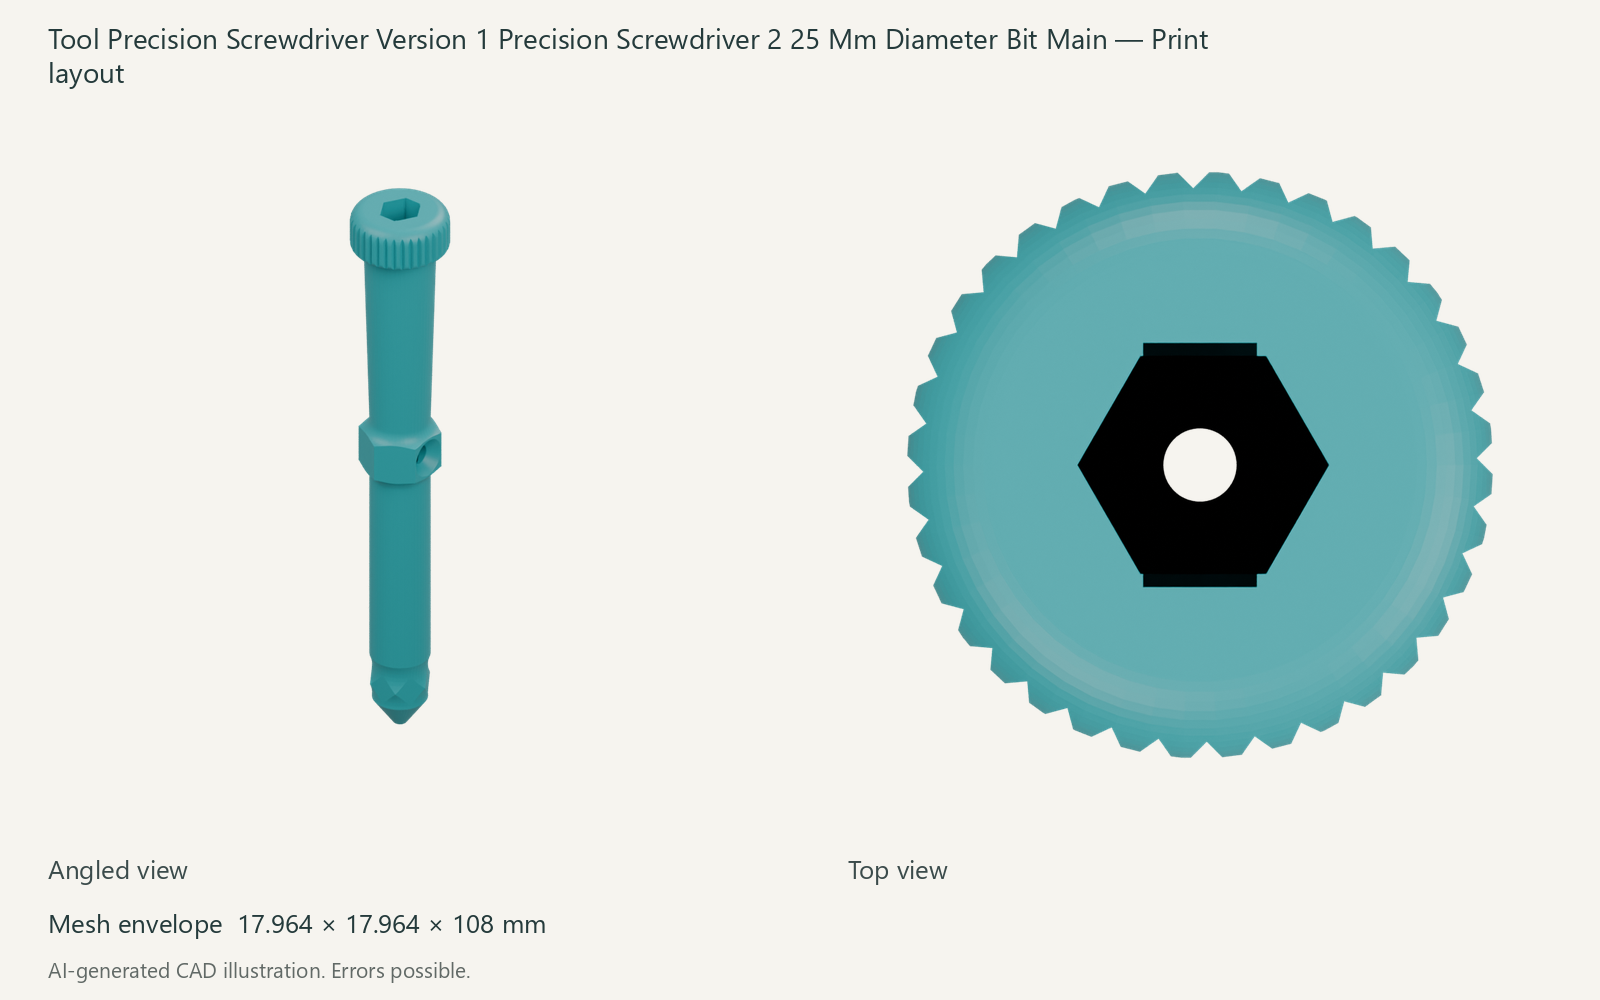 Tool Precision Screwdriver Version 1 Precision Screwdriver 2 25 Mm Diameter Bit Main — Print
layout
Angled view
Top view
Mesh envelope 17.964 × 17.964 × 108 mm
AI-generated CAD illustration. Errors possible.